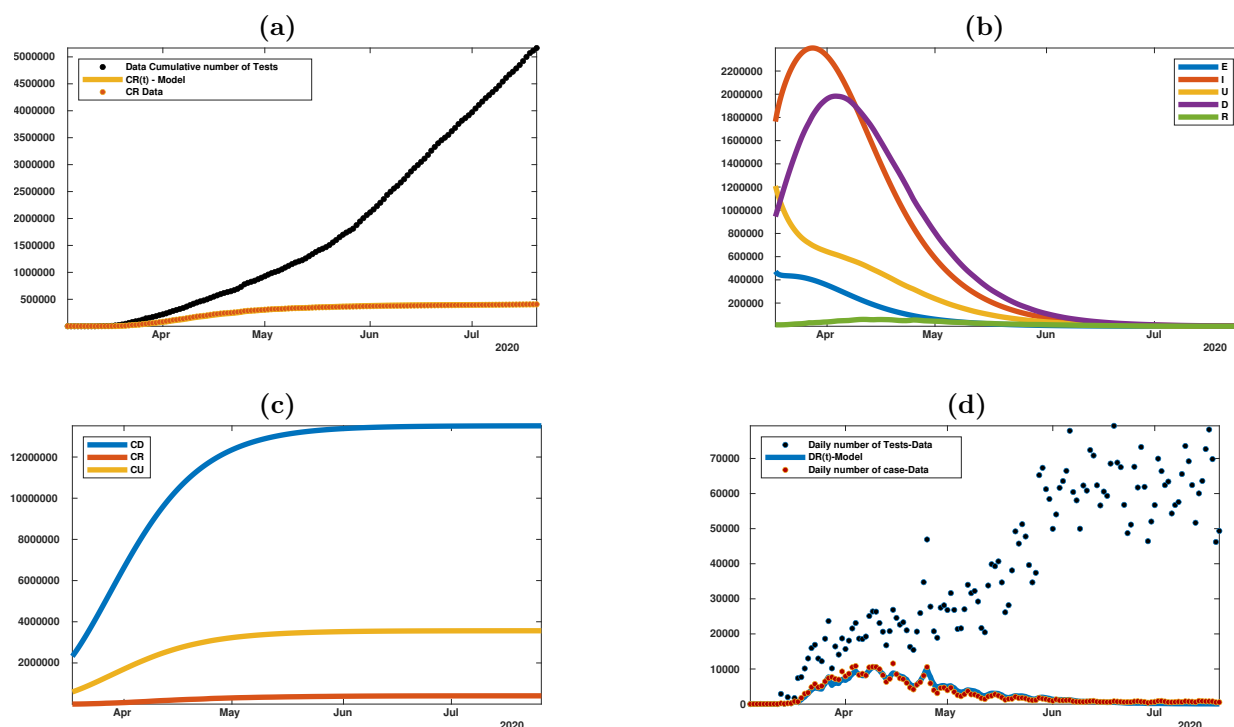 (a)
5000000
4500000
4000000
3500000
3000000
2500000
2000000
1500000
1000000
500000
Data Cumulative number of Tests
CR(t) - Model
CR Data
Apr May Jun Jul
2020
(b)
2200000
2000000
1800000
1600000
1400000
1200000
1000000
800000
600000
400000
200000
E
I
U
D
R
Apr May Jun Jul
2020
(c)
12000000
10000000
8000000
6000000
4000000
2000000
CD
CR
CU
Apr May Jun Jul
2020
(d)
70000
60000
50000
40000
30000
20000
10000
0
Daily number of Tests-Data
DR(t)-Model
Daily number of case-Data
Apr May Jun Jul
2020